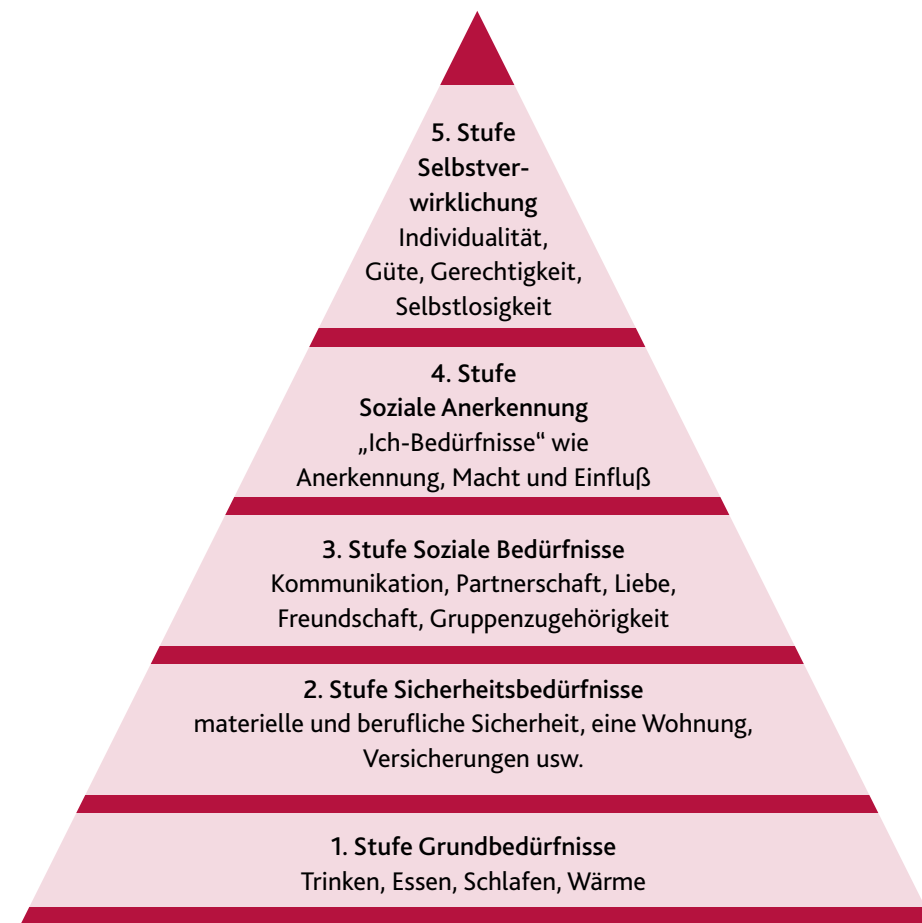 5. Stufe
Selbstver-
wirklichung
Individualität,
Güte, Gerechtigkeit,
Selbstlosigkeit
4. Stufe
Soziale Anerkennung
„Ich-Bedürfnisse“ wie
Anerkennung, Macht und Einfluß
3. Stufe Soziale Bedürfnisse
Kommunikation, Partnerschaft, Liebe,
Freundschaft, Gruppenzugehörigkeit
2. Stufe Sicherheitsbedürfnisse
materielle und berufliche Sicherheit, eine Wohnung,
Versicherungen usw.
1. Stufe Grundbedürfnisse
Trinken, Essen, Schlafen, Wärme